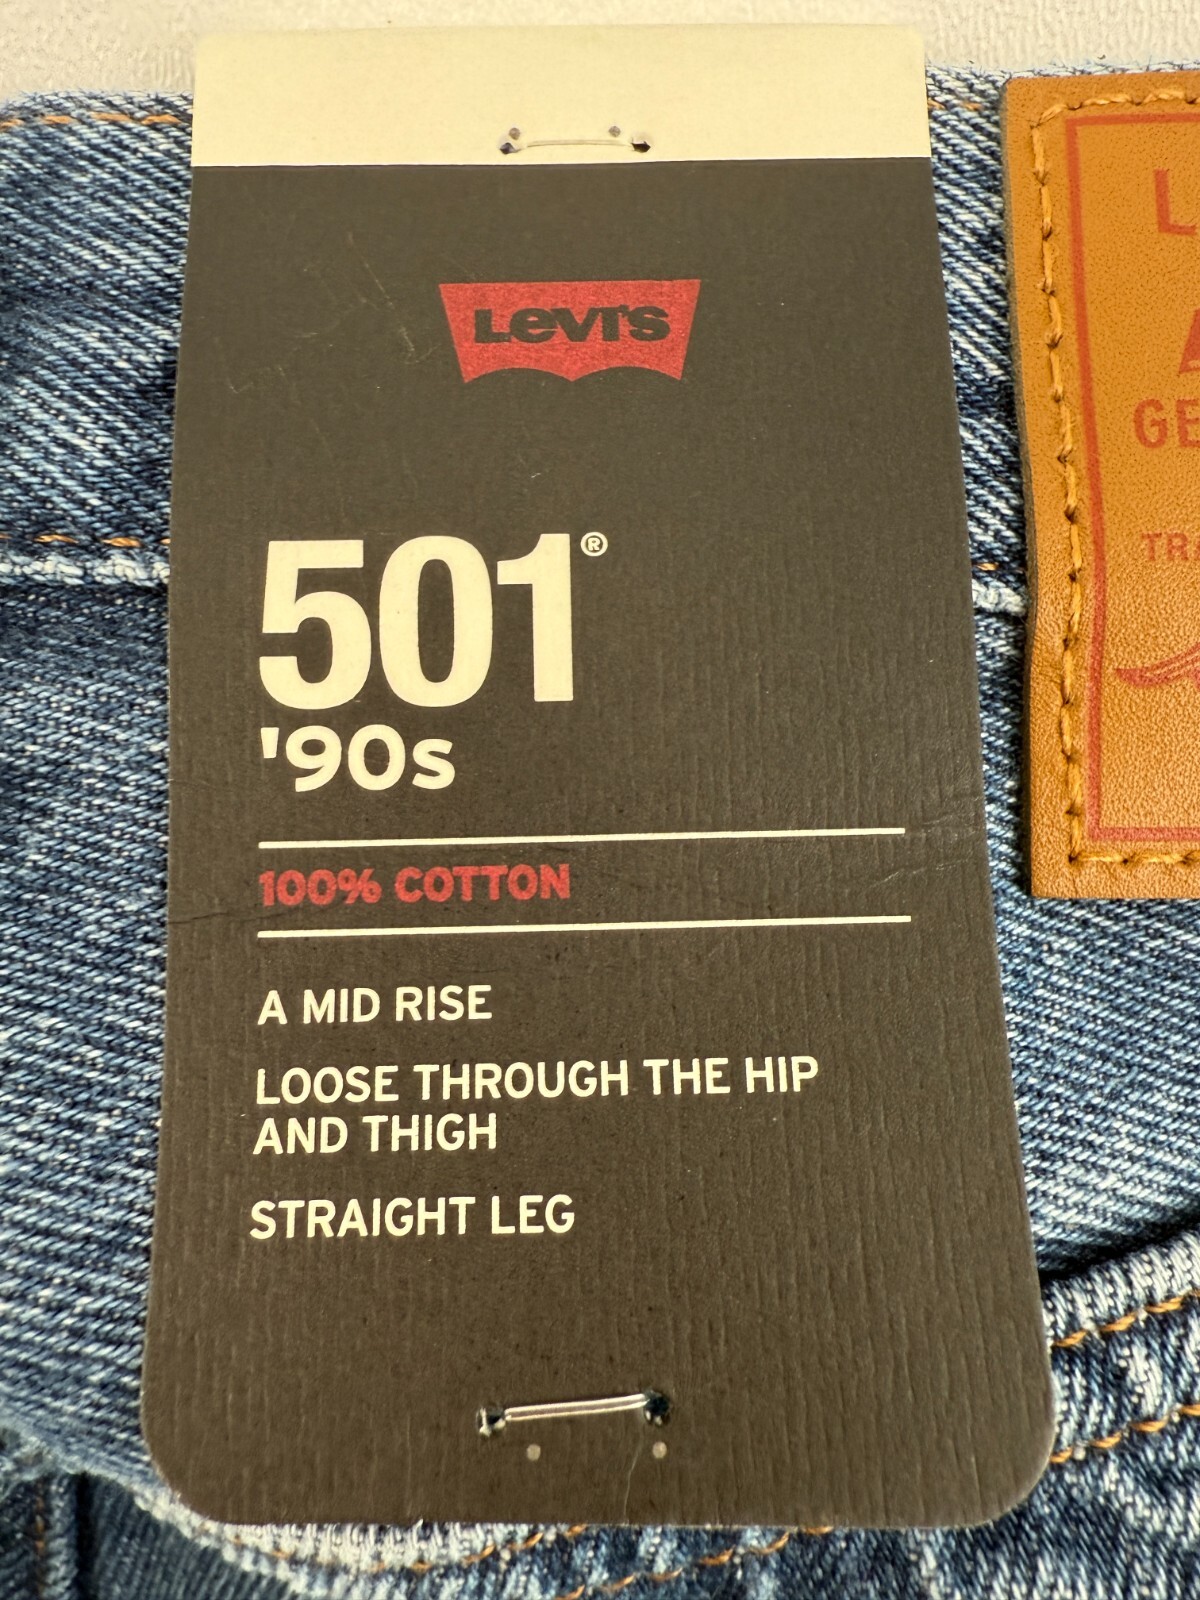 Levi's
501®
'90s
100% COTTON
A MID RISE
LOOSE THROUGH THE HIP
AND THIGH
STRAIGHT LEG